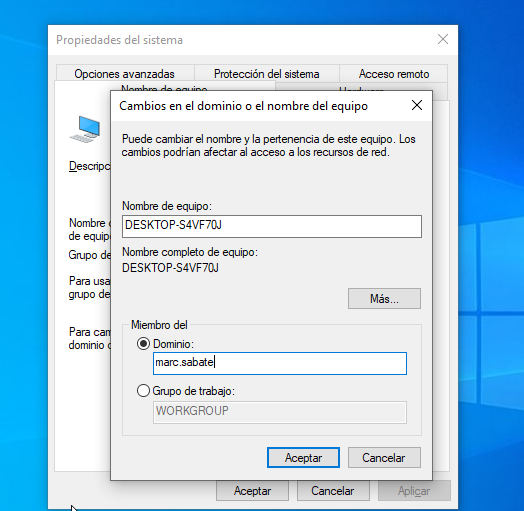 Propiedades del sistema
Opciones avanzadas
Protección del sistema
Acceso remoto
Nombre de equipo
Hardware
Cambios en el dominio o el nombre del equipo
Puede cambiar el nombre y la pertenencia de este equipo. Los
cambios podrían afectar al acceso a los recursos de red.
Descripc
Nombre de equipo:
DESKTOP-S4VF70J
Nombre c
de equipo
Nombre completo de equipo:
DESKTOP-S4VF70J
Grupo de
Para usa
grupo de
Más...
Para cam
dominio o
Miembro del
Dominio:
marc.sabate
Grupo de trabajo:
WORKGROUP
Aceptar
Cancelar
Aceptar
Cancelar
Aplicar